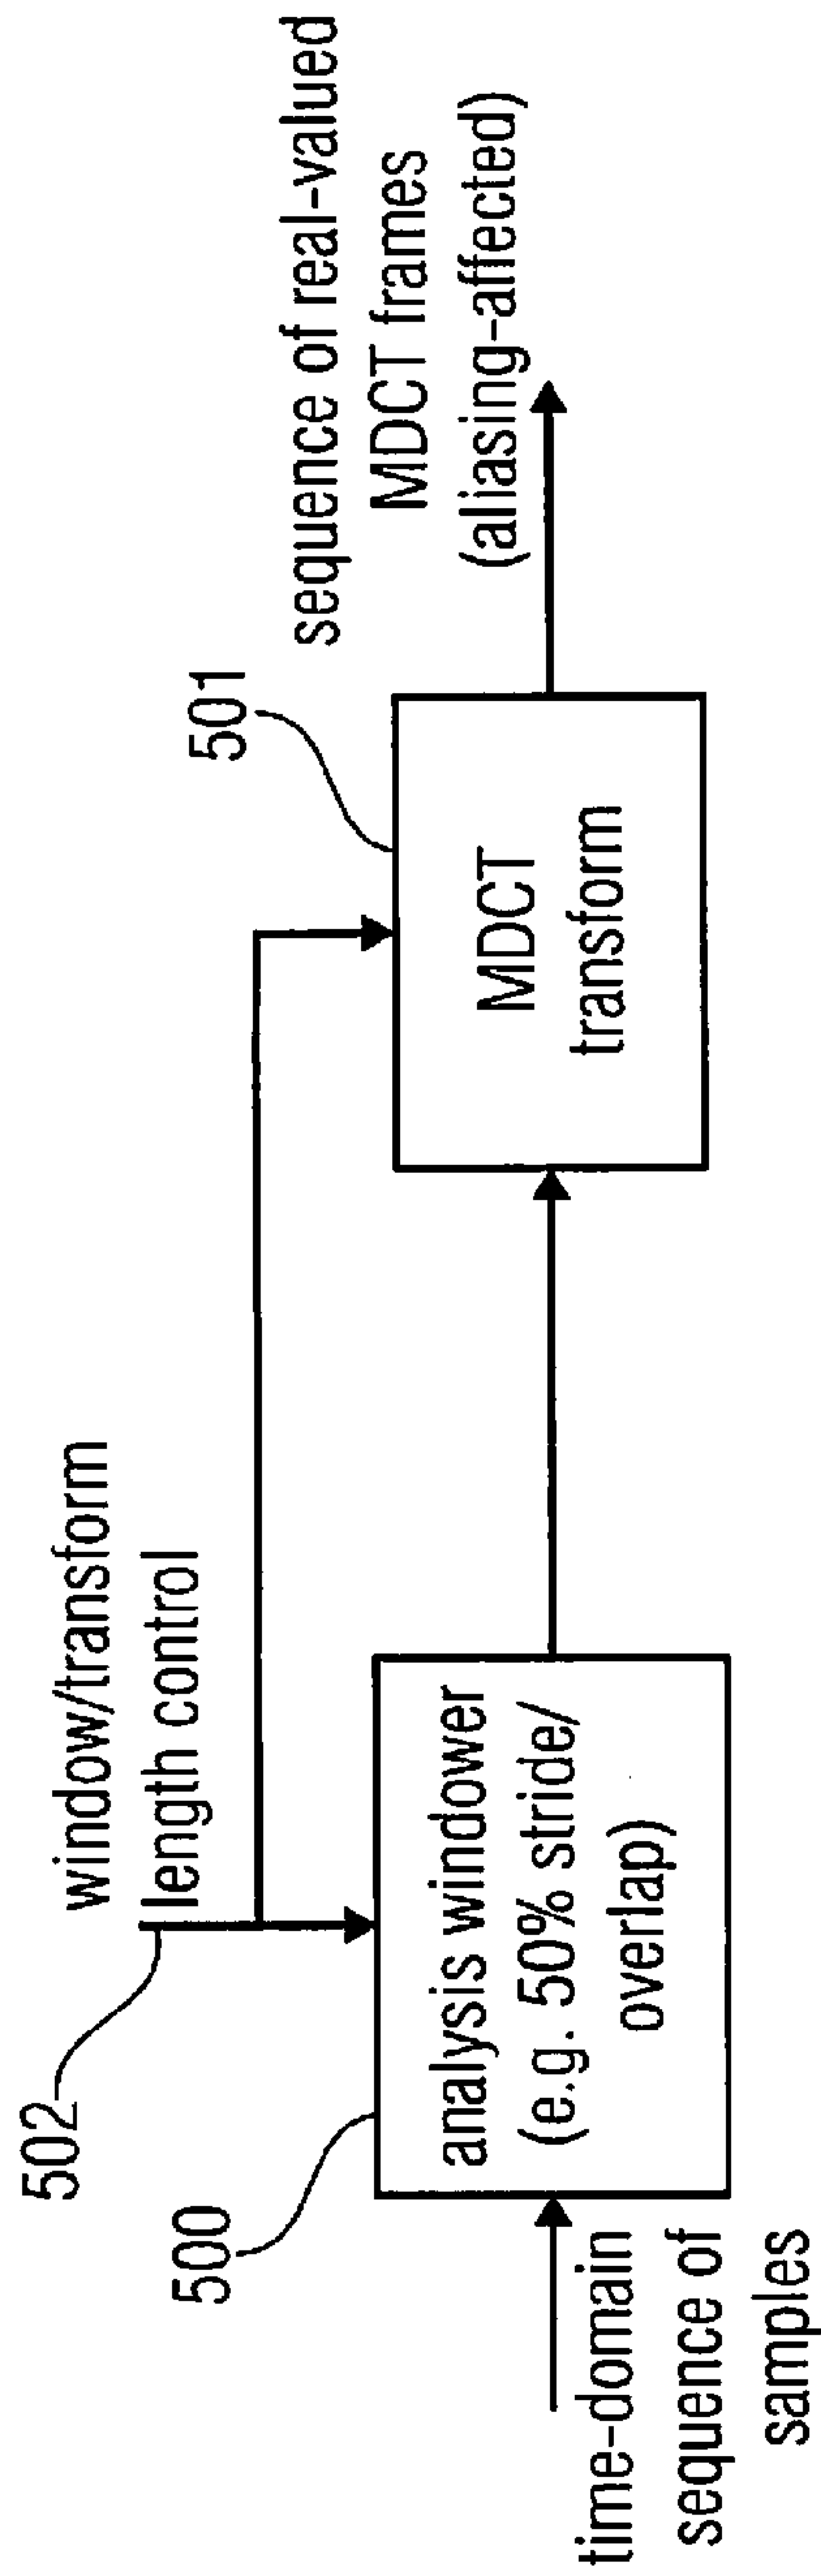 502
window/transform
length control
500
analysis windower
(e.g. 50% stride/
overlap)
time-domain
sequence of
samples
501
MDCT
transform
sequence of real-valued
MDCT frames
(aliasing-affected)